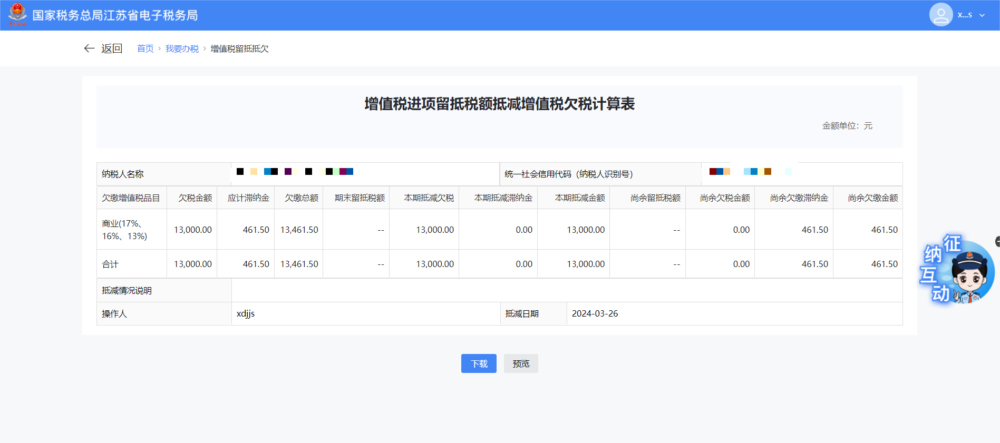 国家税务总局江苏省电子税务局
x...s
返回 首页 > 我要办税 > 增值税留抵抵欠
增值税进项留抵税额抵减增值税欠税计算表
金额单位：元
纳税人名称 统一社会信用代码（纳税人识别号）
欠缴增值税品目 欠税金额 应计滞纳金 欠缴总额 期末留抵税额 本期抵减欠税 本期抵减滞纳金 本期抵减金额 尚余留抵税额 尚余欠税金额 尚余欠缴滞纳金 尚余欠缴金额
商业(17%、
16%、13%) 13,000.00 461.50 13,461.50 -- 13,000.00 0.00 13,000.00 -- 0.00 461.50 461.50
合计 13,000.00 461.50 13,461.50 -- 13,000.00 0.00 13,000.00 -- 0.00 461.50 461.50
抵减情况说明
操作人 xdjjs 抵减日期 2024-03-26
下载 预览
征纳互动